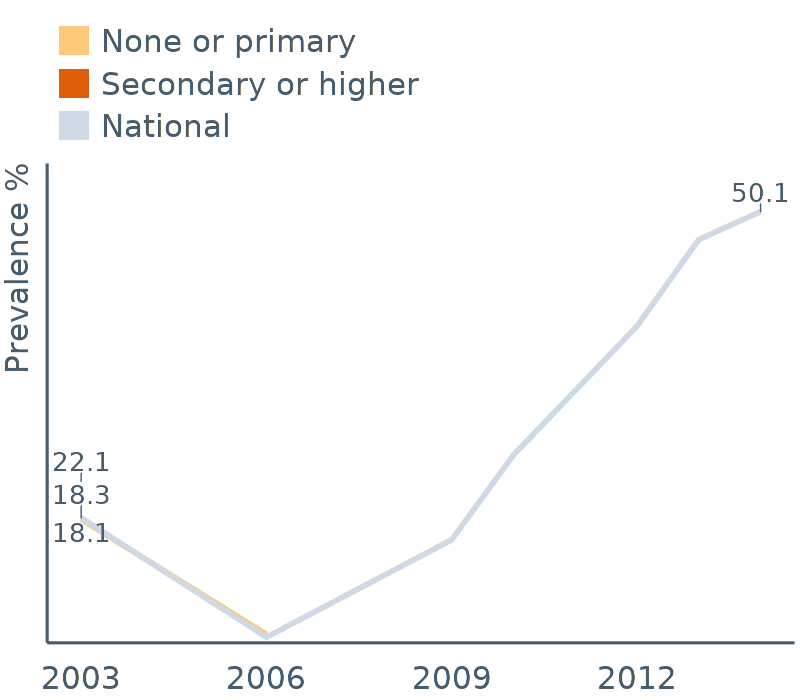 None or primary
Secondary or higher
National
Prevalence %
50.1
22.1
18.3
18.1
2003 2006 2009 2012